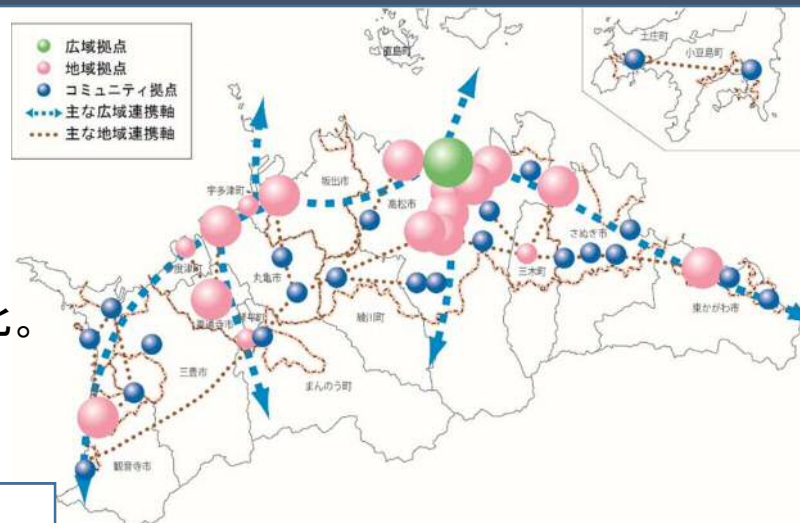 広域拠点
地域拠点
コミュニティ拠点
主な広域連携軸
主な地域連携軸
直島町
土庄町
小豆島町
宇多津町
坂出市
高松市
さぬき市
三木町
丸亀市
度津町
善通寺市
綾川町
東かがわ市
三豊市
まんのう町
観音寺市